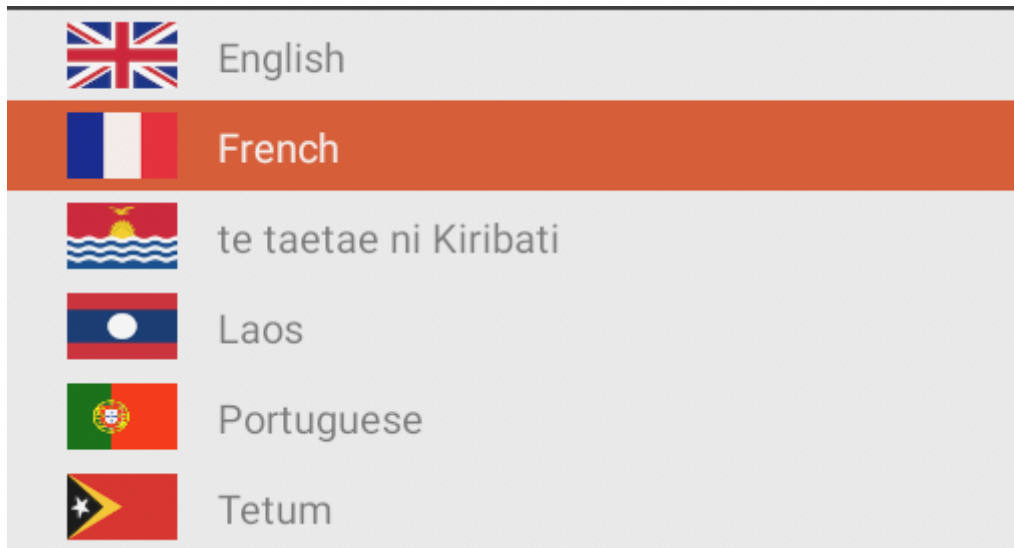 English
French
te taetae ni Kiribati
Laos
Portuguese
Tetum